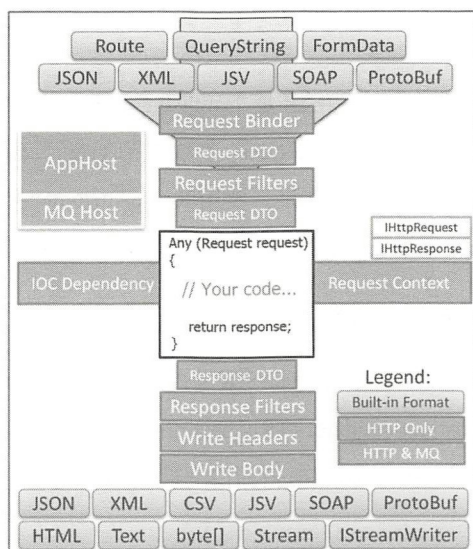 Route QueryString FormData
JSON XML JSV SOAP ProtoBuf
Request Binder
Request DTO
AppHost
Request Filters
MQ Host
Request DTO
IHttpRequest
IHttpResponse
Any (Request request)
{
// Your code...
return response;
}
IOC Dependency
Request Context
Response DTO
Response Filters
Write Headers
Write Body
Legend:
Built-in Format
HTTP Only
HTTP & MQ
JSON XML CSV JSV SOAP ProtoBuf
HTML Text byte[] Stream IStreamWriter